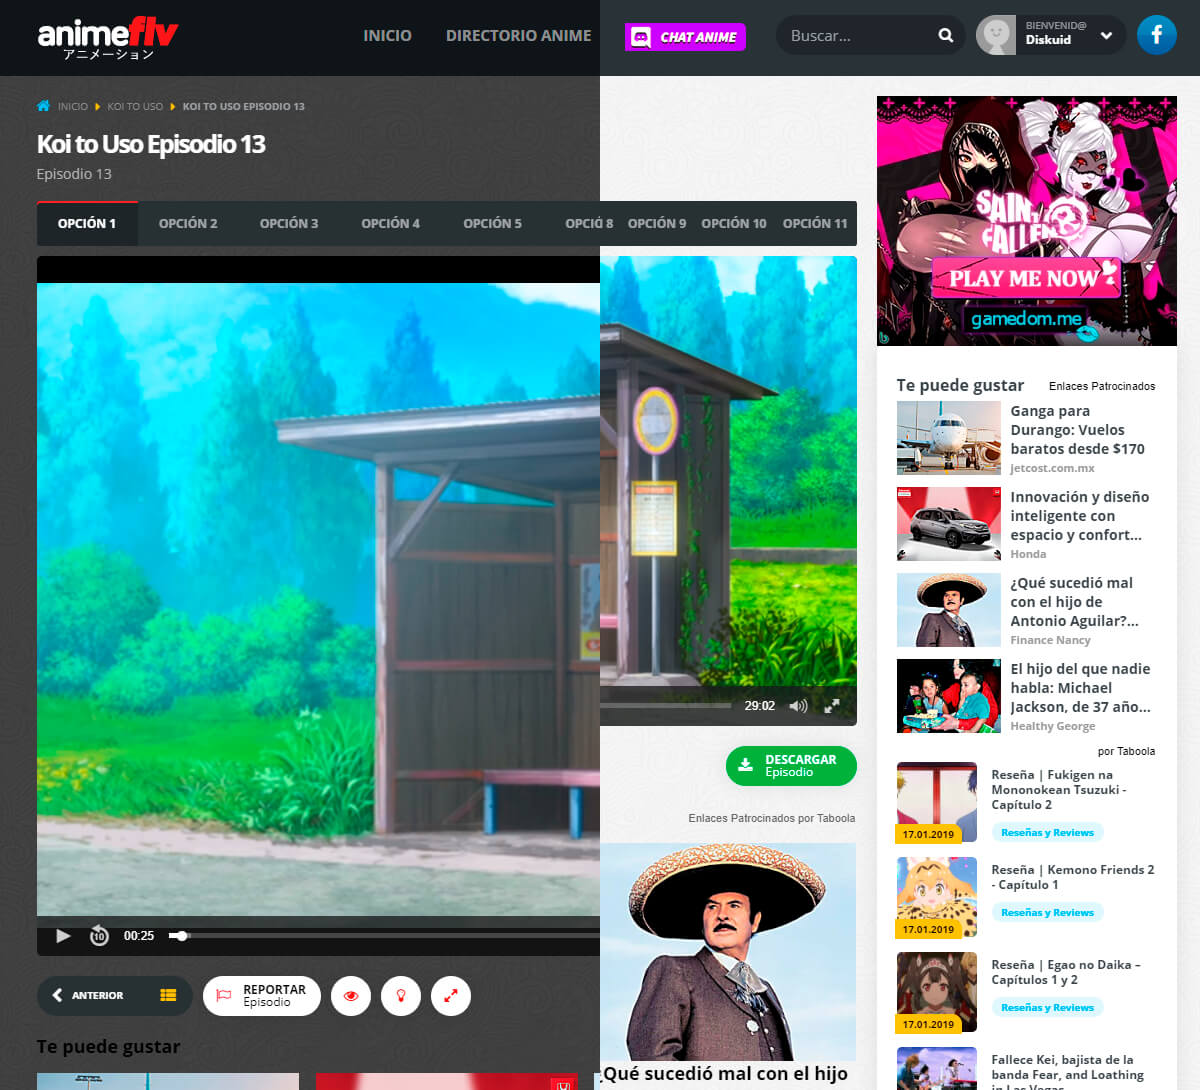 animeflv
アニメーション
INICIO
DIRECTORIO ANIME
CHAT ANIME
Buscar...
BIENVENID@
Diskuid
INICIO
KOI TO USO
KOI TO USO EPISODIO 13
Koi to Uso Episodio 13
Episodio 13
OPCIÓN 1
OPCIÓN 2
OPCIÓN 3
OPCIÓN 4
OPCIÓN 5
OPCIÓ 8
OPCIÓN 9
OPCIÓN 10
OPCIÓN 11
29:02
10
00:25
DESCARGAR
Episodio
ANTERIOR
REPORTAR
Episodio
Te puede gustar
Enlaces Patrocinados por Taboola
¿Qué sucedió mal con el hijo
SAINT
FALLEN
PLAY ME NOW
gamedom.me
Te puede gustar
Enlaces Patrocinados
Ganga para
Durango: Vuelos
baratos desde $170
jetcost.com.mx
Innovación y diseño
inteligente con
espacio y confort...
Honda
¿Qué sucedió mal
con el hijo de
Antonio Aguilar?...
Finance Nancy
El hijo del que nadie
habla: Michael
Jackson, de 37 año...
Healthy George
por Taboola
Reseña | Fukigen na
Mononokean Tsuzuki -
Capítulo 2
17.01.2019
Reseñas y Reviews
Reseña | Kemono Friends 2
- Capítulo 1
17.01.2019
Reseñas y Reviews
Reseña | Egao no Daika –
Capítulos 1 y 2
17.01.2019
Reseñas y Reviews
Fallece Kei, bajista de la
banda Fear, and Loathing
in Las Vegas